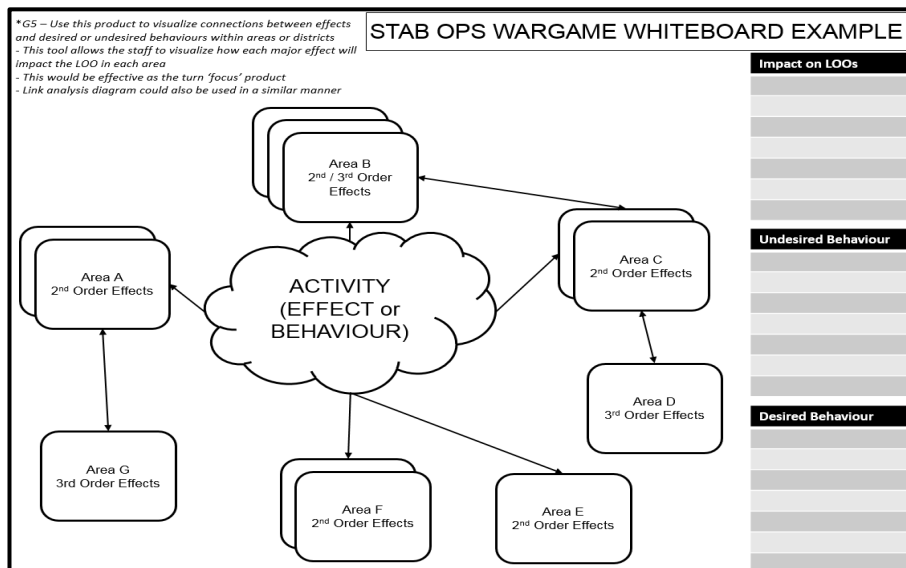 *G5 – Use this product to visualize connections between effects
and desired or undesired behaviours within areas or districts
- This tool allows the staff to visualize how each major effect will
impact the LOO in each area
- This would be effective as the turn 'focus' product
- Link analysis diagram could also be used in a similar manner
STAB OPS WARGAME WHITEBOARD EXAMPLE
Impact on LOOs
Area B
2nd / 3rd Order
Effects
Area A
2nd Order Effects
ACTIVITY
(EFFECT or
BEHAVIOUR)
Area C
2nd Order Effects
Undesired Behaviour
Area D
3rd Order Effects
Desired Behaviour
Area G
3rd Order Effects
Area F
2nd Order Effects
Area E
2nd Order Effects